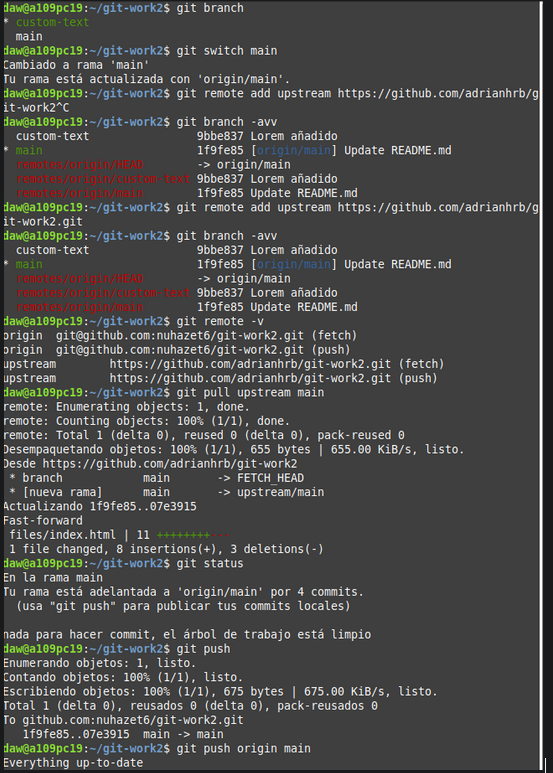 daw@a109pc19:~/git-work2$ git branch
* custom-text
  main
daw@a109pc19:~/git-work2$ git switch main
Cambiado a rama 'main'
Tu rama está actualizada con 'origin/main'.
daw@a109pc19:~/git-work2$ git remote add upstream https://github.com/adrianhrb/g
it-work2^C
daw@a109pc19:~/git-work2$ git branch -avv
  custom-text                9bbe837 Lorem añadido
* main                       1f9fe85 [origin/main] Update README.md
  remotes/origin/HEAD        -> origin/main
  remotes/origin/custom-text 9bbe837 Lorem añadido
  remotes/origin/main        1f9fe85 Update README.md
daw@a109pc19:~/git-work2$ git remote add upstream https://github.com/adrianhrb/g
it-work2.git
daw@a109pc19:~/git-work2$ git branch -avv
  custom-text                9bbe837 Lorem añadido
* main                       1f9fe85 [origin/main] Update README.md
  remotes/origin/HEAD        -> origin/main
  remotes/origin/custom-text 9bbe837 Lorem añadido
  remotes/origin/main        1f9fe85 Update README.md
daw@a109pc19:~/git-work2$ git remote -v
origin  git@github.com:nuhazet6/git-work2.git (fetch)
origin  git@github.com:nuhazet6/git-work2.git (push)
upstream        https://github.com/adrianhrb/git-work2.git (fetch)
upstream        https://github.com/adrianhrb/git-work2.git (push)
daw@a109pc19:~/git-work2$ git pull upstream main
remote: Enumerating objects: 1, done.
remote: Counting objects: 100% (1/1), done.
remote: Total 1 (delta 0), reused 0 (delta 0), pack-reused 0
Desempaquetando objetos: 100% (1/1), 655 bytes | 655.00 KiB/s, listo.
Desde https://github.com/adrianhrb/git-work2
 * branch            main       -> FETCH_HEAD
 * [nueva rama]      main       -> upstream/main
Actualizando 1f9fe85..07e3915
Fast-forward
 files/index.html | 11 ++++++++---
 1 file changed, 8 insertions(+), 3 deletions(-)
daw@a109pc19:~/git-work2$ git status
En la rama main
Tu rama está adelantada a 'origin/main' por 4 commits.
  (usa "git push" para publicar tus commits locales)
nada para hacer commit, el árbol de trabajo está limpio
daw@a109pc19:~/git-work2$ git push
Enumerando objetos: 1, listo.
Contando objetos: 100% (1/1), listo.
Escribiendo objetos: 100% (1/1), 675 bytes | 675.00 KiB/s, listo.
Total 1 (delta 0), reusados 0 (delta 0), pack-reusados 0
To github.com:nuhazet6/git-work2.git
   1f9fe85..07e3915  main -> main
daw@a109pc19:~/git-work2$ git push origin main
Everything up-to-date